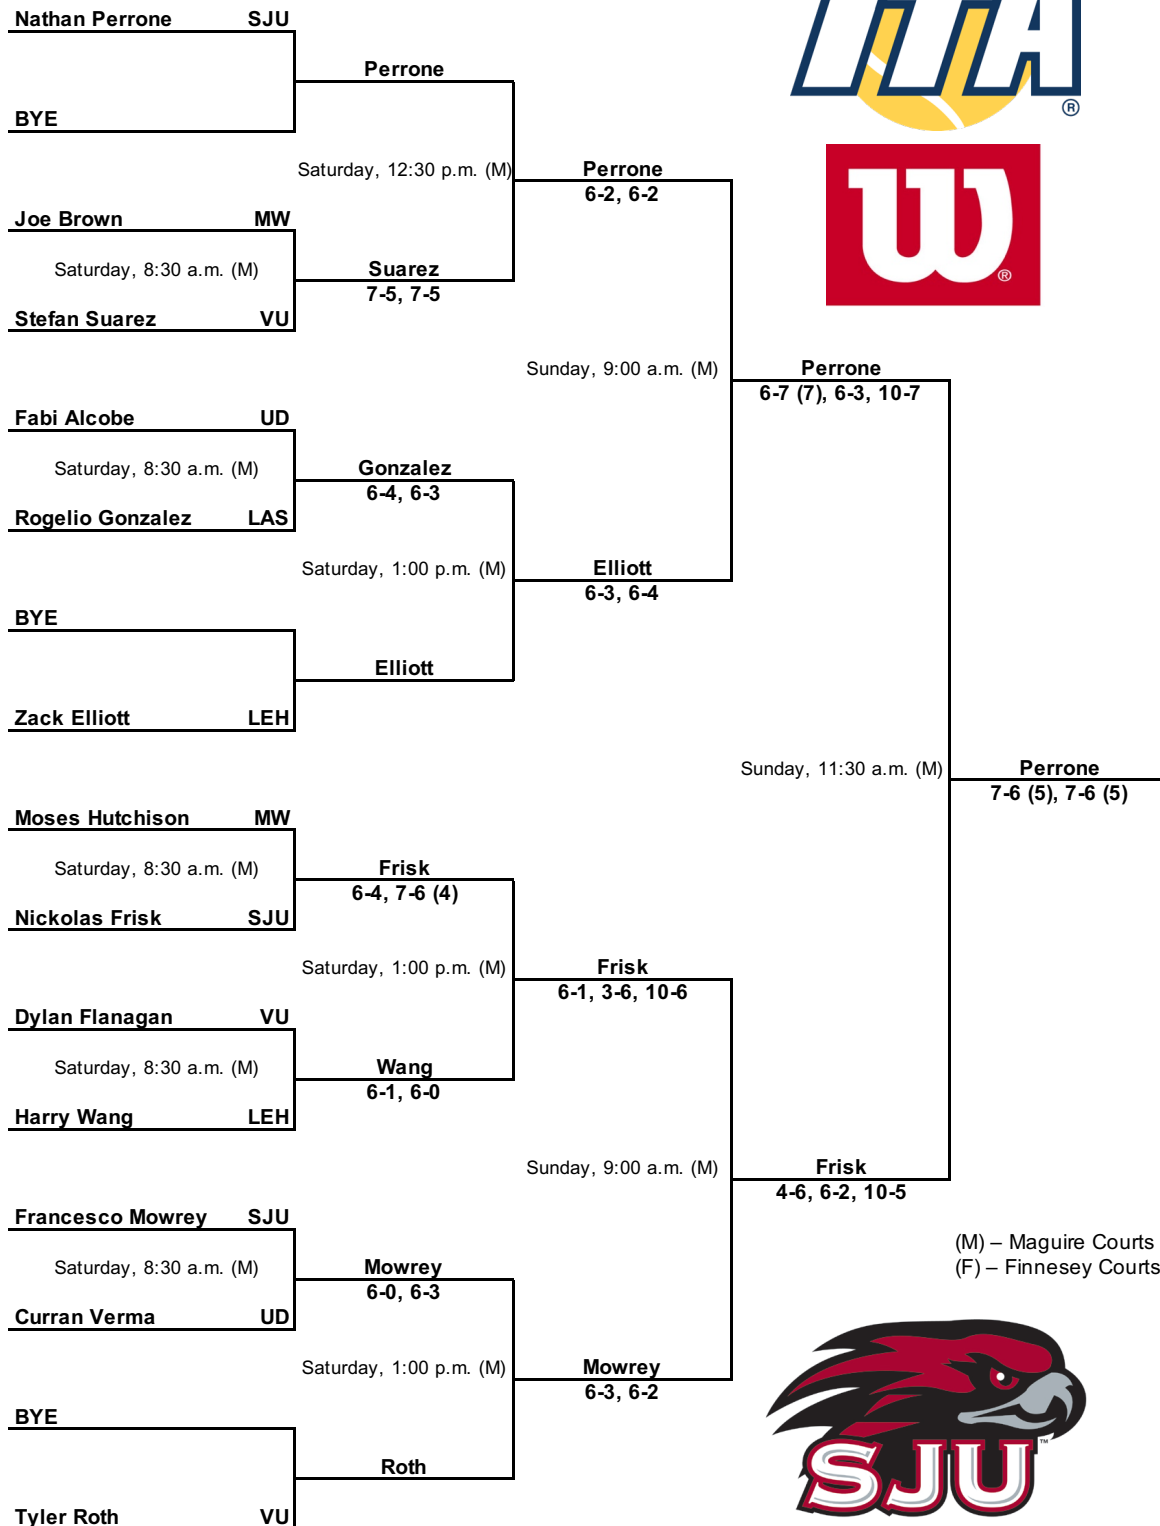 Nathan Perrone SJU
ITA
®
Perrone
BYE
Saturday, 12:30 p.m. (M)
Perrone
6-2, 6-2
W
®
Joe Brown MW
Saturday, 8:30 a.m. (M)
Suarez
7-5, 7-5
Stefan Suarez VU
Sunday, 9:00 a.m. (M)
Perrone
6-7 (7), 6-3, 10-7
Fabi Alcobe UD
Saturday, 8:30 a.m. (M)
Gonzalez
6-4, 6-3
Rogelio Gonzalez LAS
Saturday, 1:00 p.m. (M)
Elliott
6-3, 6-4
BYE
Elliott
Zack Elliott LEH
Sunday, 11:30 a.m. (M)
Perrone
7-6 (5), 7-6 (5)
Moses Hutchison MW
Saturday, 8:30 a.m. (M)
Frisk
6-4, 7-6 (4)
Nickolas Frisk SJU
Saturday, 1:00 p.m. (M)
Frisk
6-1, 3-6, 10-6
Dylan Flanagan VU
Saturday, 8:30 a.m. (M)
Wang
6-1, 6-0
Harry Wang LEH
Sunday, 9:00 a.m. (M)
Frisk
4-6, 6-2, 10-5
Francesco Mowrey SJU
Saturday, 8:30 a.m. (M)
Mowrey
6-0, 6-3
Curran Verma UD
(M) – Maguire Courts
(F) – Finnesey Courts
Saturday, 1:00 p.m. (M)
Mowrey
6-3, 6-2
BYE
Roth
Tyler Roth VU
SJU
™